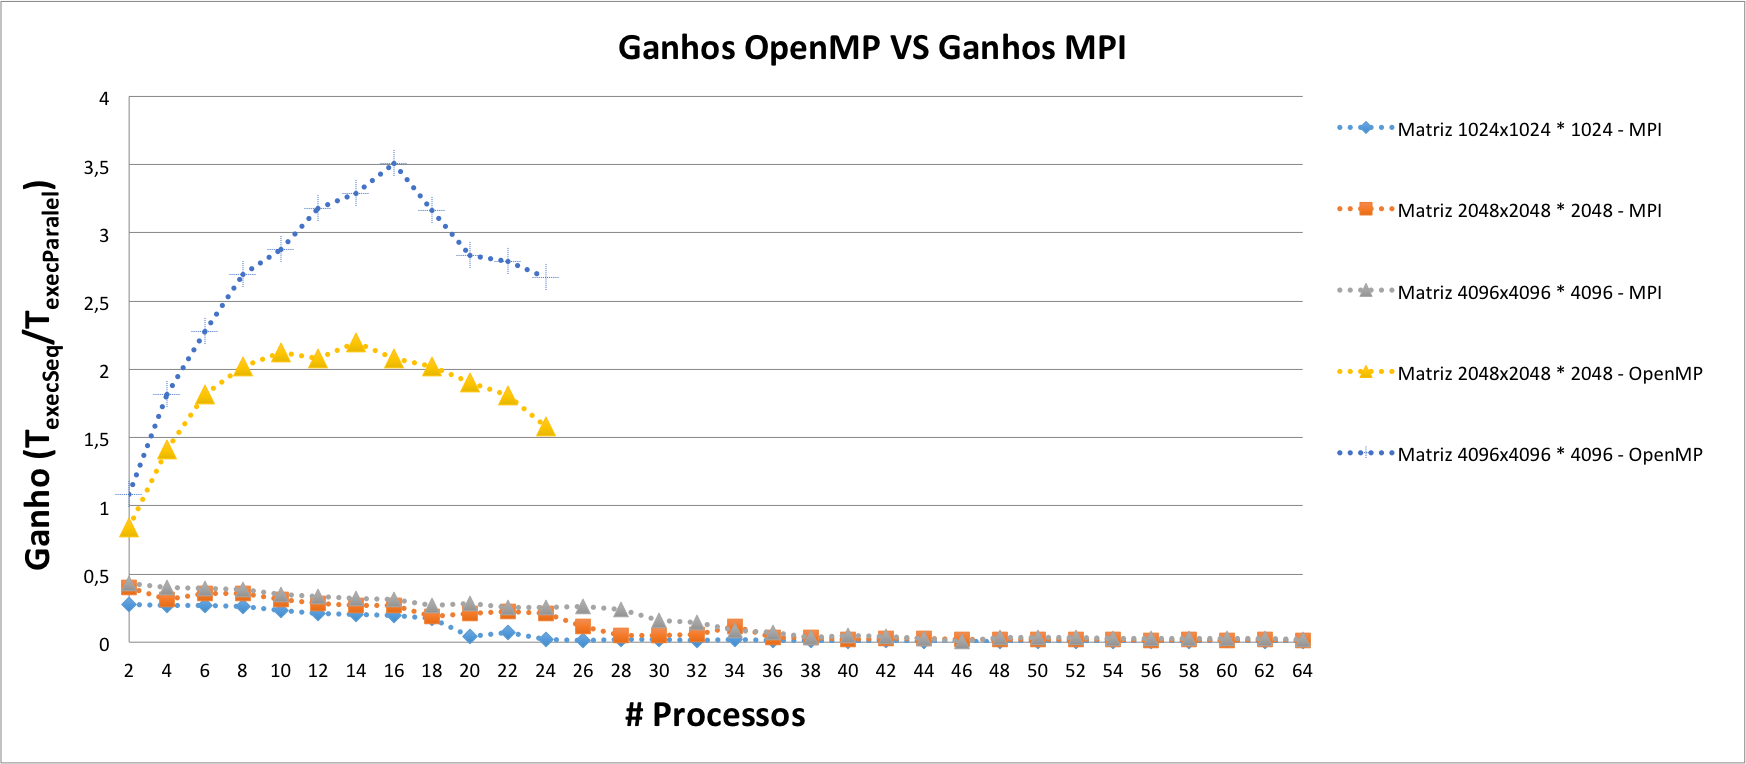 Ganhos OpenMP VS Ganhos MPI
Ganho (TexecSeq/TexecParalel)
4
3,5
3
2,5
2
1,5
1
0,5
0
2 4 6 8 10 12 14 16 18 20 22 24 26 28 30 32 34 36 38 40 42 44 46 48 50 52 54 56 58 60 62 64
# Processos
Matriz 1024x1024 * 1024 - MPI
Matriz 2048x2048 * 2048 - MPI
Matriz 4096x4096 * 4096 - MPI
Matriz 2048x2048 * 2048 - OpenMP
Matriz 4096x4096 * 4096 - OpenMP